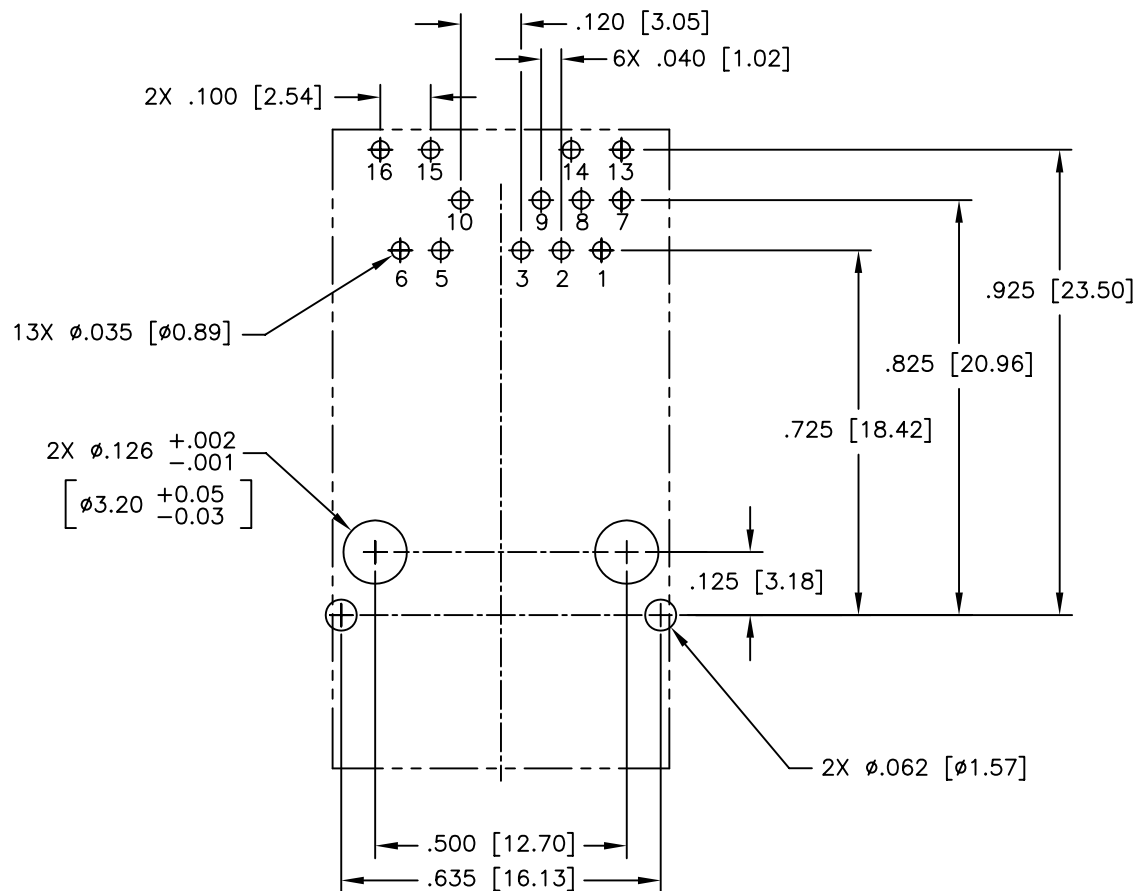 .120 [3.05]
6X .040 [1.02]
2X .100 [2.54]
16 15 14 13
10 9 8 7
6 5 3 2 1
.925 [23.50]
13X ø.035 [ø0.89]
.825 [20.96]
.725 [18.42]
2X ø.126 +.002
-.001
[ø3.20 +0.05
-0.03]
.125 [3.18]
2X ø.062 [ø1.57]
.500 [12.70]
.635 [16.13]